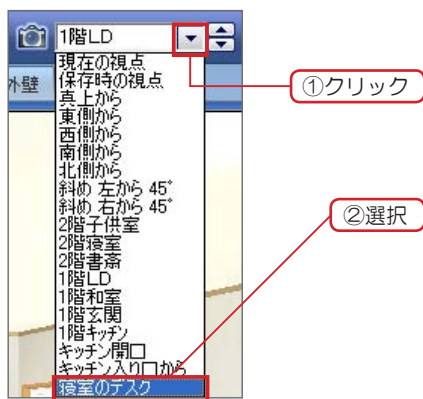 1階LD
現在の視点
保存時の視点
真上から
東側から
西側から
南側から
北側から
斜め 左から 45°
斜め 右から 45°
2階子供室
2階寝室
2階書斎
1階LD
1階和室
1階玄関
1階キッチン
キッチン開口
キッチン入り口から
寝室のデスク
外壁
①クリック
②選択